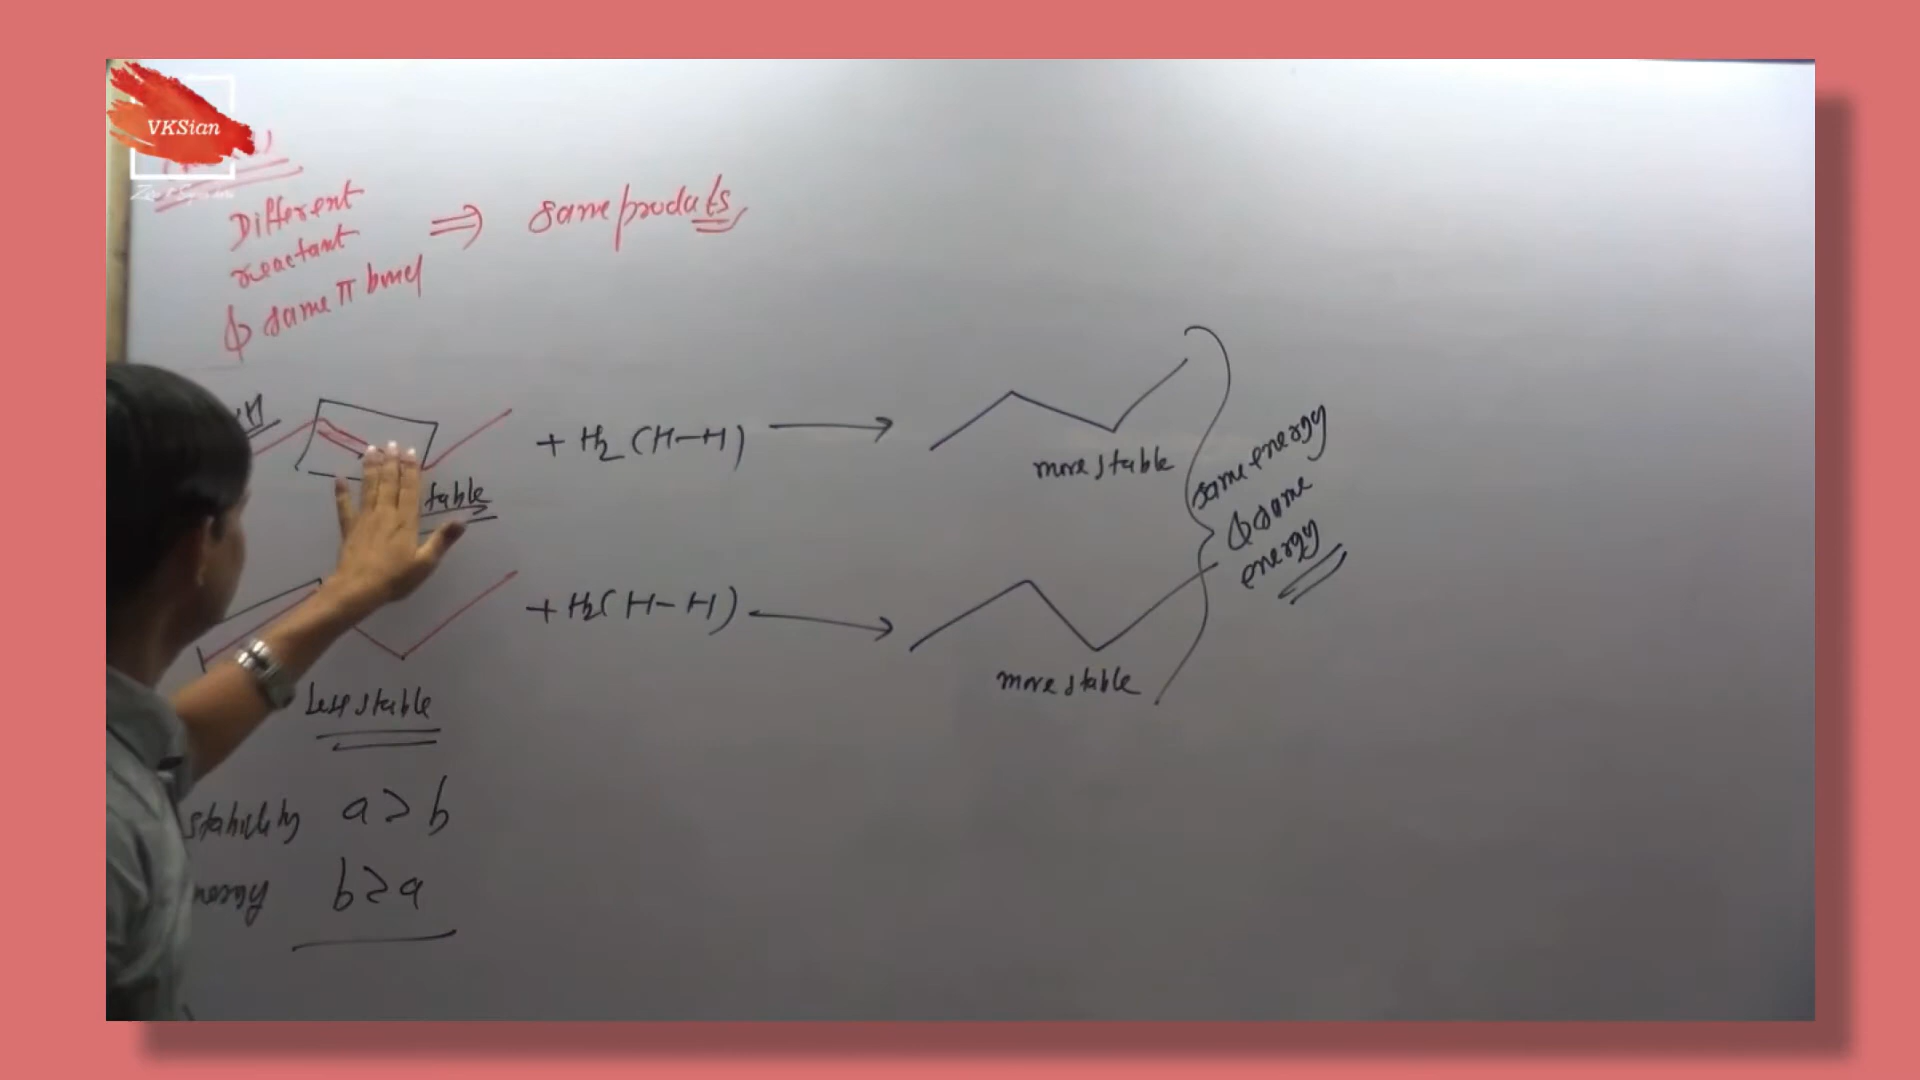 VKSian
Different
reactant
& same π bond
⇒ same products
+ H2 (H-H) →
table
more stable
+ H2 (H-H) →
Less stable
more stable
same energy
& same
energy
stability a > b
b > a